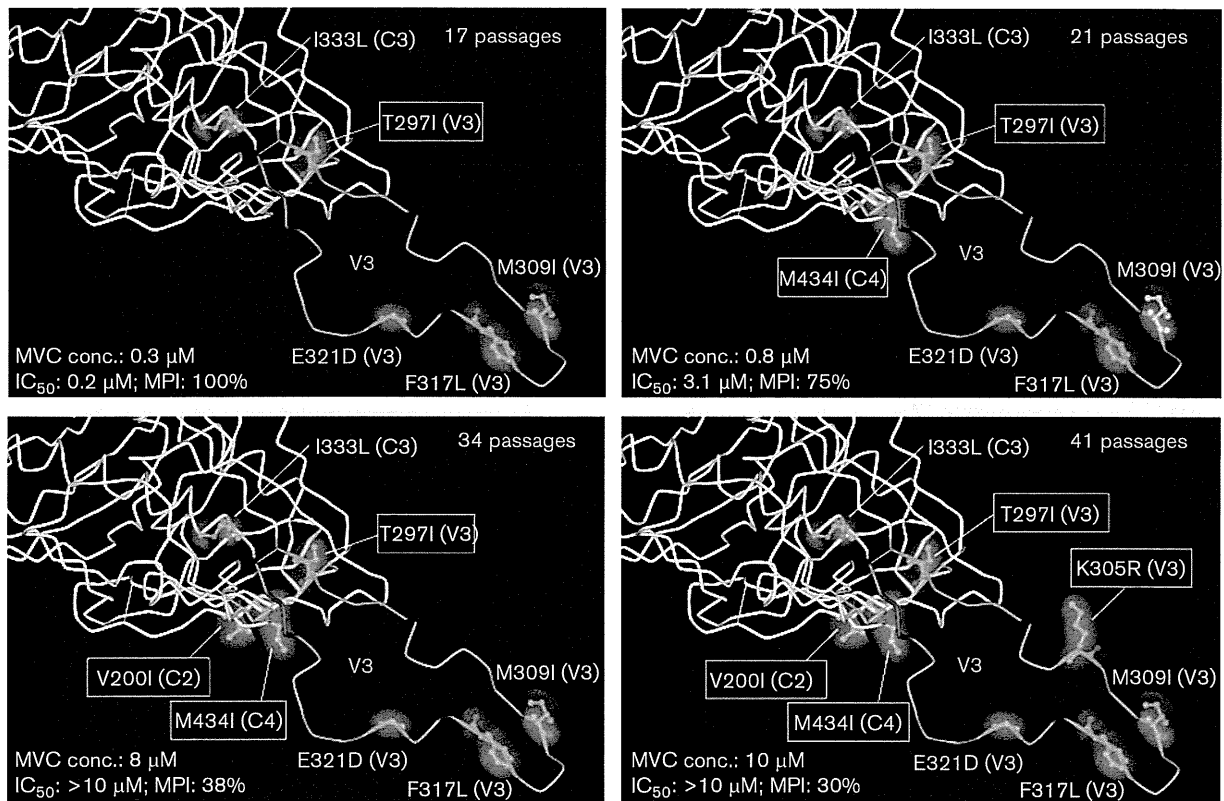 I333L (C3)
17 passages
T297I (V3)
V3
M309I (V3)
E321D (V3)
F317L (V3)
MVC conc.: 0.3 µM
IC50: 0.2 µM; MPI: 100%
I333L (C3)
21 passages
T297I (V3)
V3
M309I (V3)
M434I (C4)
E321D (V3)
F317L (V3)
MVC conc.: 0.8 µM
IC50: 3.1 µM; MPI: 75%
I333L (C3)
34 passages
T297I (V3)
V3
M309I (V3)
V200I (C2)
M434I (C4)
E321D (V3)
F317L (V3)
MVC conc.: 8 µM
IC50: >10 µM; MPI: 38%
I333L (C3)
41 passages
T297I (V3)
K305R (V3)
V3
M309I (V3)
V200I (C2)
M434I (C4)
E321D (V3)
F317L (V3)
MVC conc.: 10 µM
IC50: >10 µM; MPI: 30%